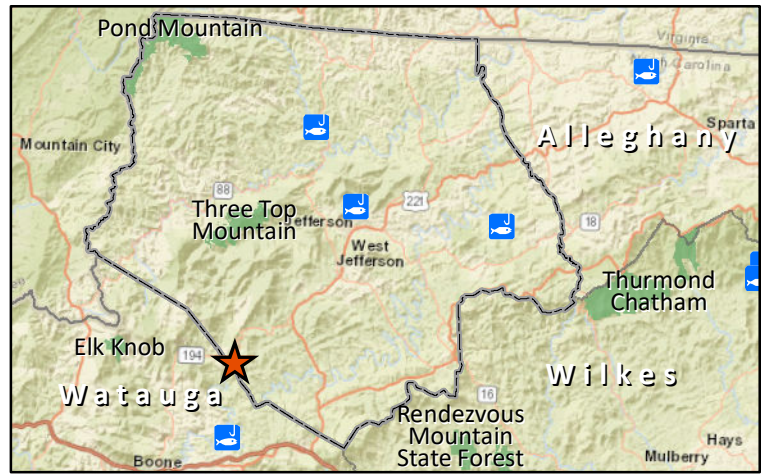 Pond Mountain
Virginia
North Carolina
Sparta
Alleghany
Mountain City
88
221
Three Top
Mountain
Jefferson
18
West
Jefferson
Thurmond
Chatham
Elk Knob
194
Watauga
Wilkes
16
Rendezvous
Mountain
State Forest
Boone
Hays
Mulberry